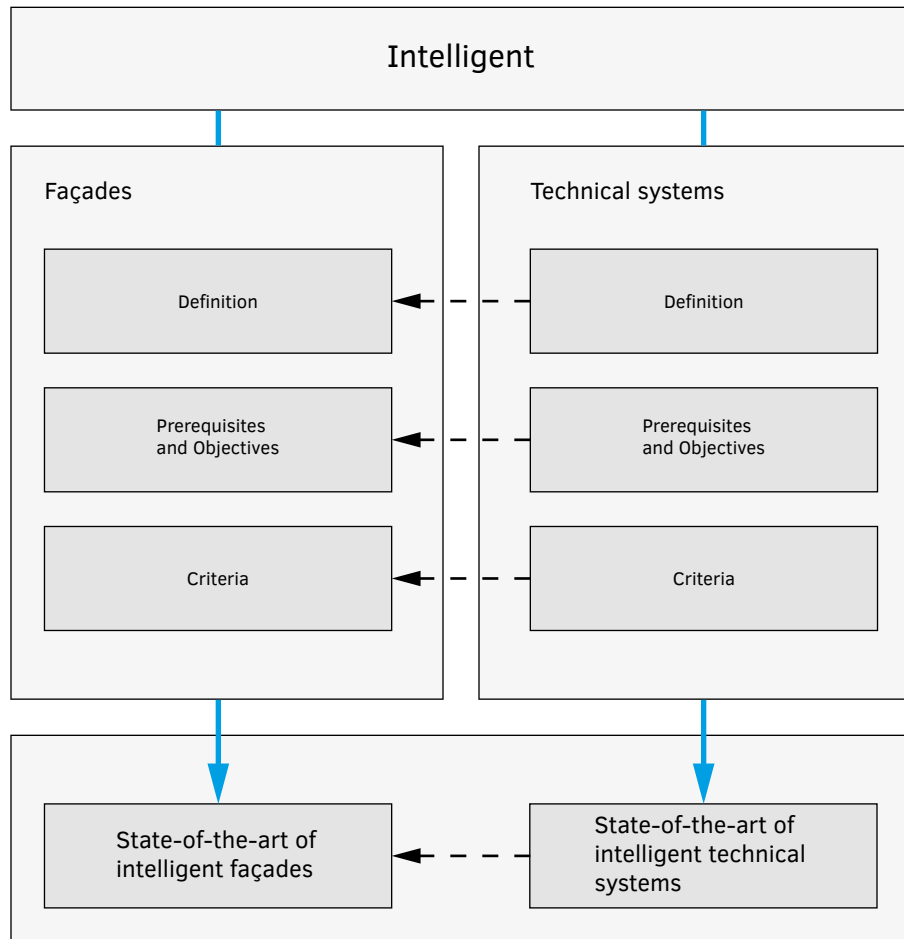 Intelligent
Façades
Definition
Prerequisites
and Objectives
Criteria
Technical systems
Definition
Prerequisites
and Objectives
Criteria
State-of-the-art of
intelligent façades
State-of-the-art of
intelligent technical
systems